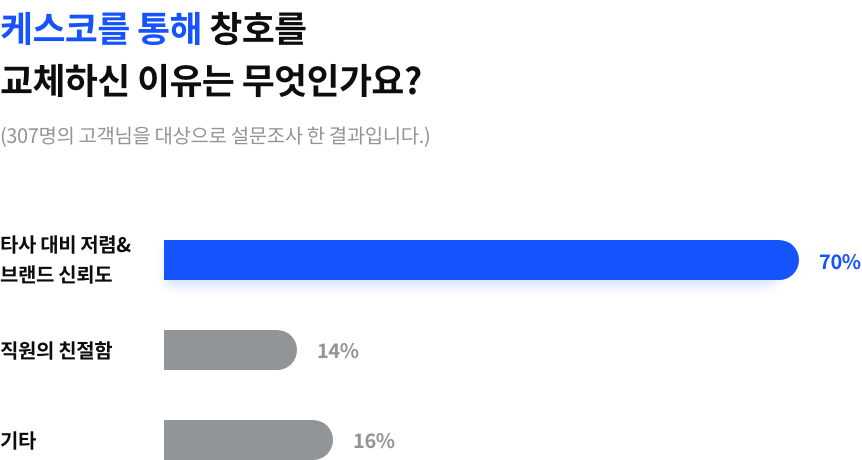 케스코를 통해 창호를
교체하신 이유는 무엇인가요?
(307명의 고객님을 대상으로 설문조사 한 결과입니다.)
타사 대비 저렴&
브랜드 신뢰도
70%
직원의 친절함
14%
기타
16%